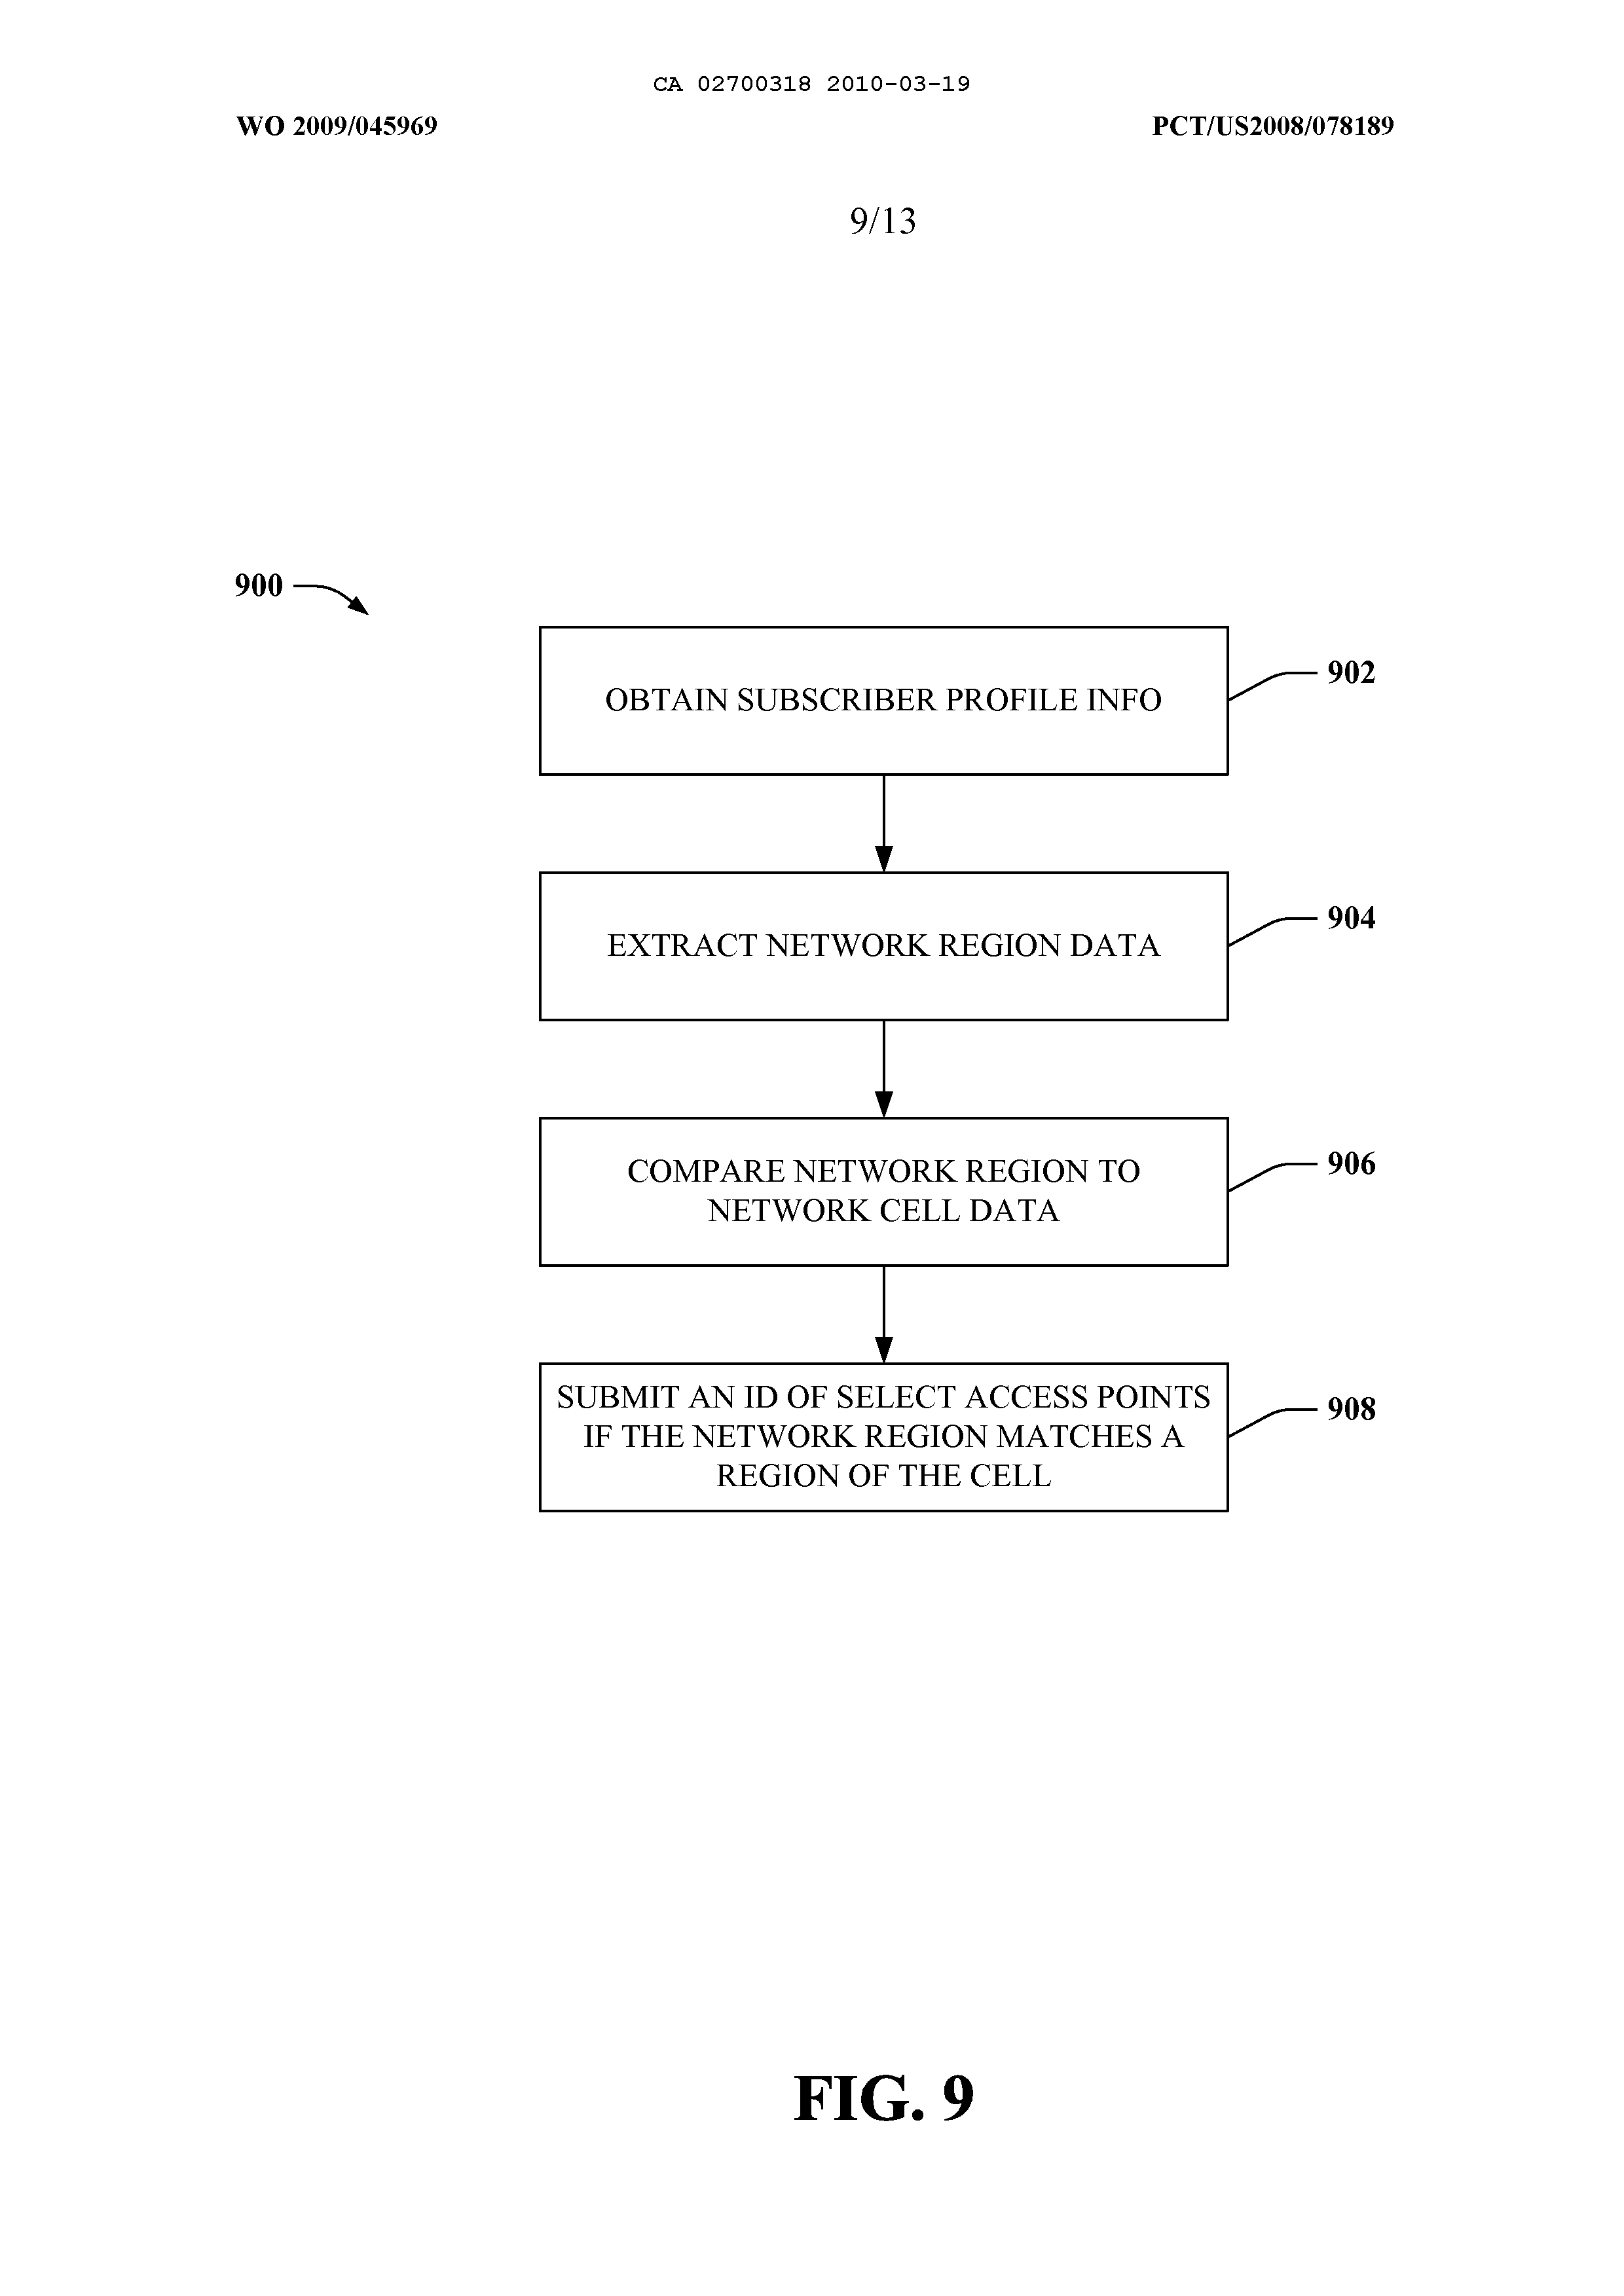 CA 02700318 2010-03-19
WO 2009/045969
PCT/US2008/078189
9/13
900
OBTAIN SUBSCRIBER PROFILE INFO
902
EXTRACT NETWORK REGION DATA
904
COMPARE NETWORK REGION TO
NETWORK CELL DATA
906
SUBMIT AN ID OF SELECT ACCESS POINTS
IF THE NETWORK REGION MATCHES A
REGION OF THE CELL
908
FIG. 9